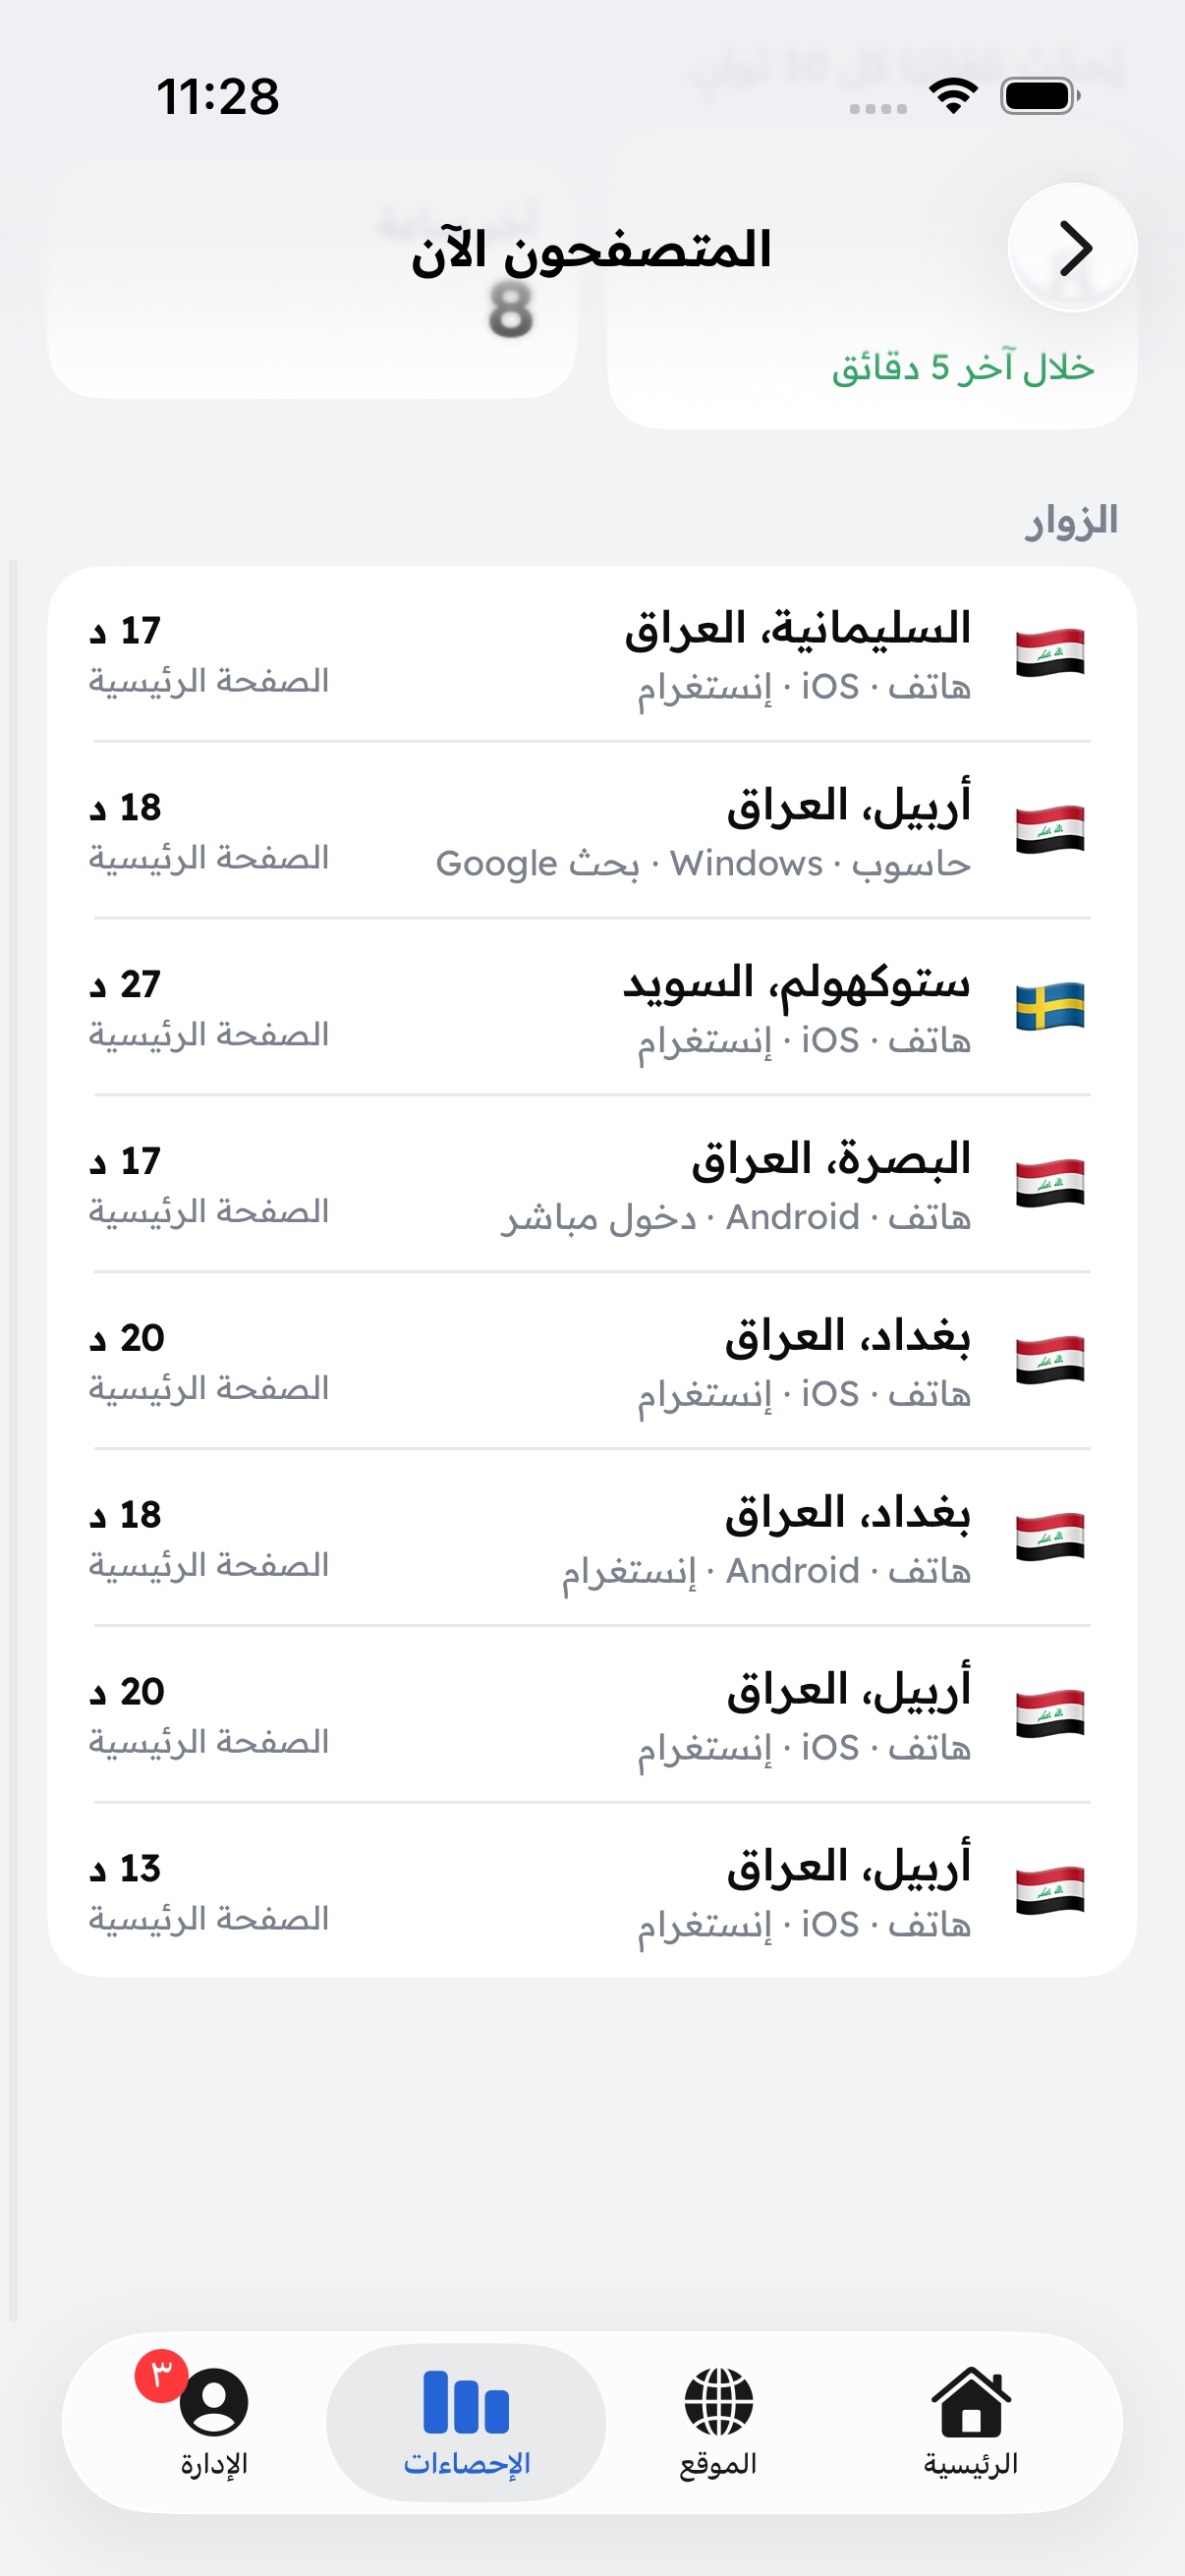 11:28
المتصفحون الآن
8
خلال آخر 5 دقائق
الزوار
السليمانية، العراق
17 د
هاتف · iOS · إنستغرام
الصفحة الرئيسية
أربيل، العراق
18 د
حاسوب · Windows · بحث Google
الصفحة الرئيسية
ستوكهولم، السويد
27 د
هاتف · iOS · إنستغرام
الصفحة الرئيسية
البصرة، العراق
17 د
هاتف · Android · دخول مباشر
الصفحة الرئيسية
بغداد، العراق
20 د
هاتف · iOS · إنستغرام
الصفحة الرئيسية
بغداد، العراق
18 د
هاتف · Android · إنستغرام
الصفحة الرئيسية
أربيل، العراق
20 د
هاتف · iOS · إنستغرام
الصفحة الرئيسية
أربيل، العراق
13 د
هاتف · iOS · إنستغرام
الصفحة الرئيسية
٣
الرئيسية
الموقع
الإحصاءات
الإدارة